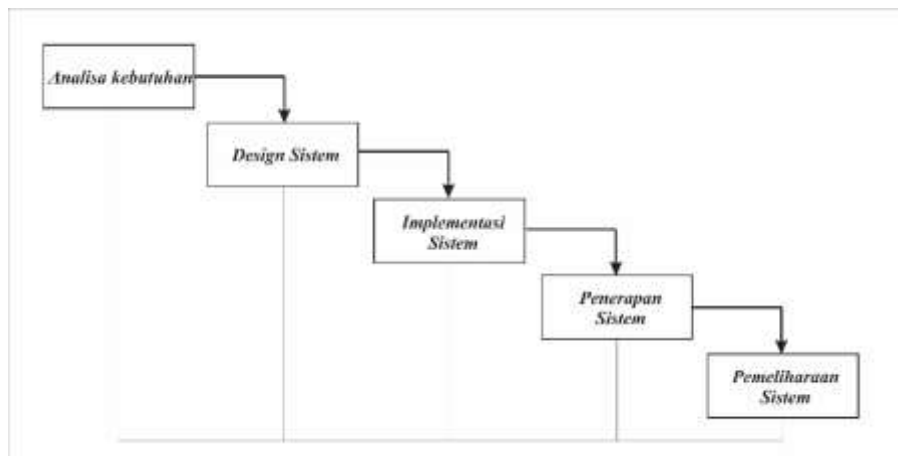 Analisa kebutuhan
Design Sistem
Implementasi
Sistem
Penerapan
Sistem
Pemeliharaan
Sistem